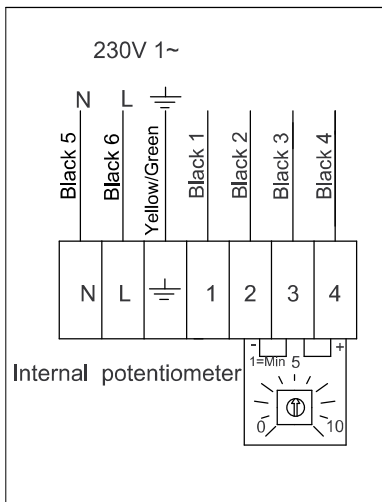 230V 1~
N L
Black 5 Black 6 Yellow/Green Black 1 Black 2 Black 3 Black 4
N L 1 2 3 4
- +
1=Min 5
Internal potentiometer
0 10